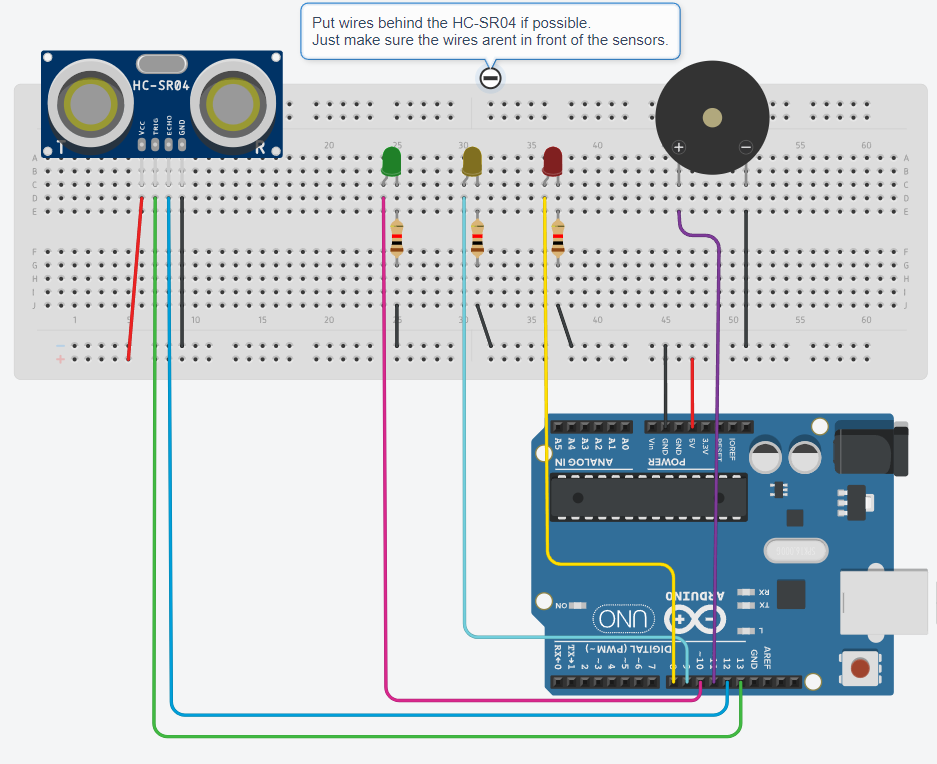 Put wires behind the HC-SR04 if possible.
Just make sure the wires arent in front of the sensors.
HC-SR04
VCC TRIG ECHO GND
T R
20 25 30 35 40 45 50 55 60
A A
B B
C C
D D
E E
F F
G G
H H
I I
J J
1 5 10 15 20 25 30 35 40 45 50 55 60
− −
+ +
A5 A4 A3 A2 A1 A0 Vin GND GND 5V 3.3V RESET IOREF
ANALOG IN POWER
ARDUINO
UNO
ON
RX
TX
L
DIGITAL (PWM~)
RX←0 TX→1 2 ~3 4 ~5 ~6 7 ~10 12 13 GND AREF